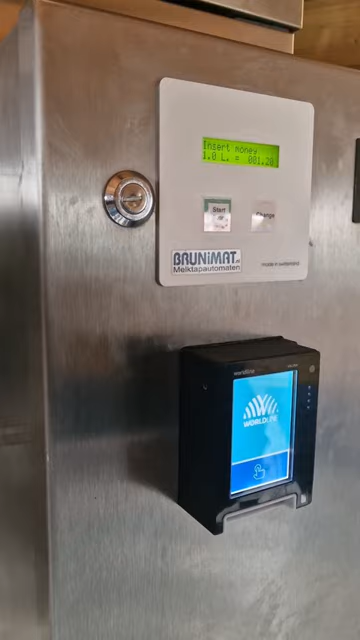 Insert money
1.0 L. = 001.20
Start
Change
BRUNiMAT
Melktapautomaten
made in switzerland
worldline
WORLDLINE